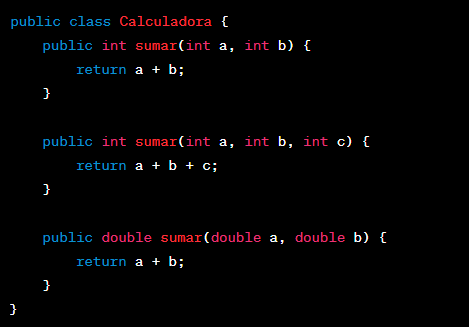 public class Calculadora {
    public int sumar(int a, int b) {
        return a + b;
    }

    public int sumar(int a, int b, int c) {
        return a + b + c;
    }

    public double sumar(double a, double b) {
        return a + b;
    }
}